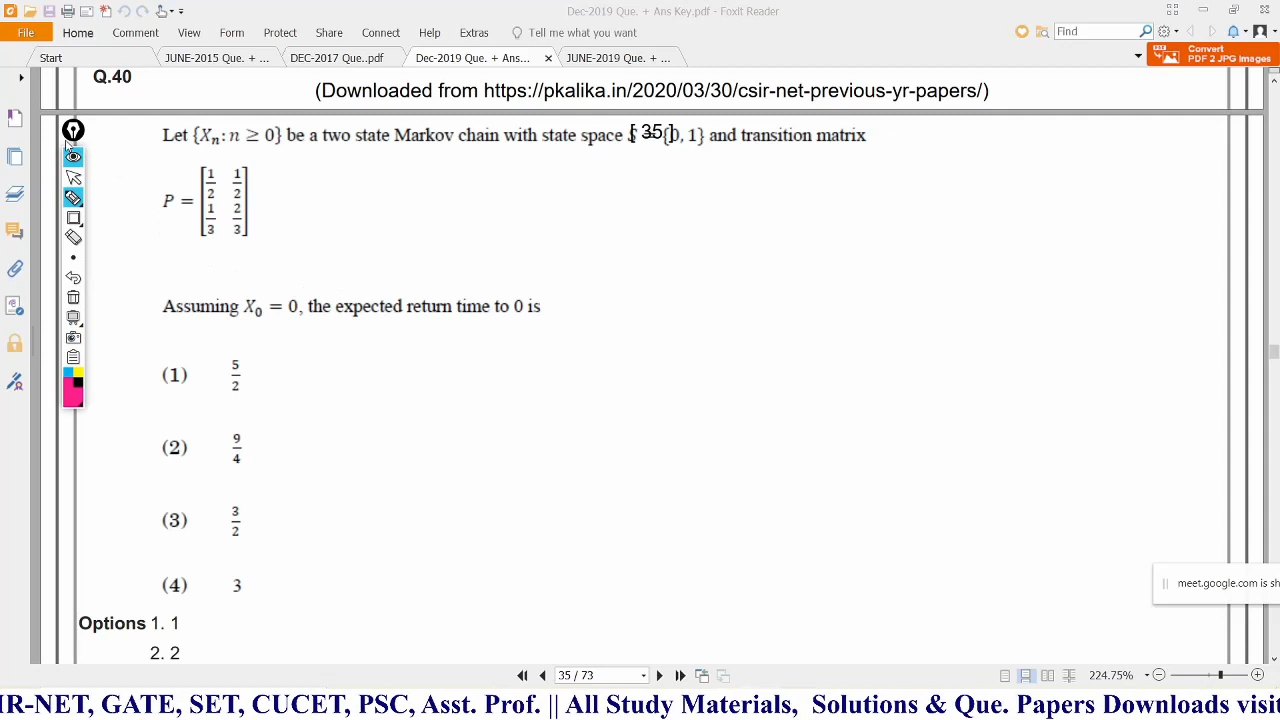 Dec-2019 Que. + Ans Key.pdf - Foxit Reader
File Home Comment View Form Protect Share Connect Help Extras Tell me what you want Find
Start JUNE-2015 Que. + ... DEC-2017 Que..pdf Dec-2019 Que. + Ans... JUNE-2019 Que. + ... Convert
PDF 2 JPG Images
Q.40
(Downloaded from https://pkalika.in/2020/03/30/csir-net-previous-yr-papers/)
[ 35 ]
Let {Xₙ: n ≥ 0} be a two state Markov chain with state space S = {0, 1} and transition matrix
P = [1/2 1/2
1/3 2/3]
Assuming X₀ = 0, the expected return time to 0 is
(1) 5/2
(2) 9/4
(3) 3/2
(4) 3
Options 1. 1
2. 2
meet.google.com is sh
35 / 73 224.75%
IR-NET, GATE, SET, CUCET, PSC, Asst. Prof. || All Study Materials, Solutions & Que. Papers Downloads visi